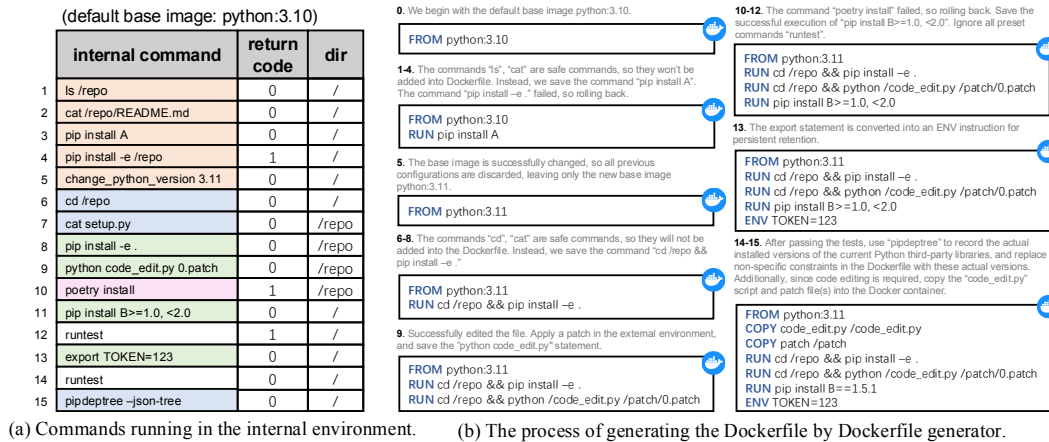 (default base image: python:3.10)
internal command return code dir
1 ls /repo 0 /
2 cat /repo/README.md 0 /
3 pip install A 0 /
4 pip install -e /repo 1 /
5 change_python_version 3.11 0 /
6 cd /repo 0 /
7 cat setup.py 0 /repo
8 pip install -e . 0 /repo
9 python code_edit.py 0.patch 0 /repo
10 poetry install 1 /repo
11 pip install B>=1.0, <2.0 0 /
12 runtest 1 /
13 export TOKEN=123 0 /
14 runtest 0 /
15 pipdeptree –json-tree 0 /
(a) Commands running in the internal environment.
0. We begin with the default base image python:3.10.
FROM python:3.10
1-4. The commands "ls", "cat" are safe commands, so they won't be
added into Dockerfile. Instead, we save the command "pip install A".
The command "pip install –e ." failed, so rolling back.
FROM python:3.10
RUN pip install A
5. The base image is successfully changed, so all previous
configurations are discarded, leaving only the new base image
python:3.11.
FROM python:3.11
6-8. The commands "cd", "cat" are safe commands, so they will not be
added into the Dockerfile. Instead, we save the command "cd /repo &&
pip install –e ."
FROM python:3.11
RUN cd /repo && pip install –e .
9. Successfully edited the file. Apply a patch in the external environment,
and save the "python code_edit.py" statement.
FROM python:3.11
RUN cd /repo && pip install –e .
RUN cd /repo && python /code_edit.py /patch/0.patch
10-12. The command "poetry install" failed, so rolling back. Save the
successful execution of "pip install B>=1.0, <2.0". Ignore all preset
commands "runtest".
FROM python:3.11
RUN cd /repo && pip install –e .
RUN cd /repo && python /code_edit.py /patch/0.patch
RUN pip install B>=1.0, <2.0
13. The export statement is converted into an ENV instruction for
persistent retention.
FROM python:3.11
RUN cd /repo && pip install –e .
RUN cd /repo && python /code_edit.py /patch/0.patch
RUN pip install B>=1.0, <2.0
ENV TOKEN=123
14-15. After passing the tests, use "pipdeptree" to record the actual
installed versions of the current Python third-party libraries, and replace
non-specific constraints in the Dockerfile with these actual versions.
Additionally, since code editing is required, copy the "code_edit.py"
script and patch file(s) into the Docker container.
FROM python:3.11
COPY code_edit.py /code_edit.py
COPY patch /patch
RUN cd /repo && pip install –e .
RUN cd /repo && python /code_edit.py /patch/0.patch
RUN pip install B==1.5.1
ENV TOKEN=123
(b) The process of generating the Dockerfile by Dockerfile generator.